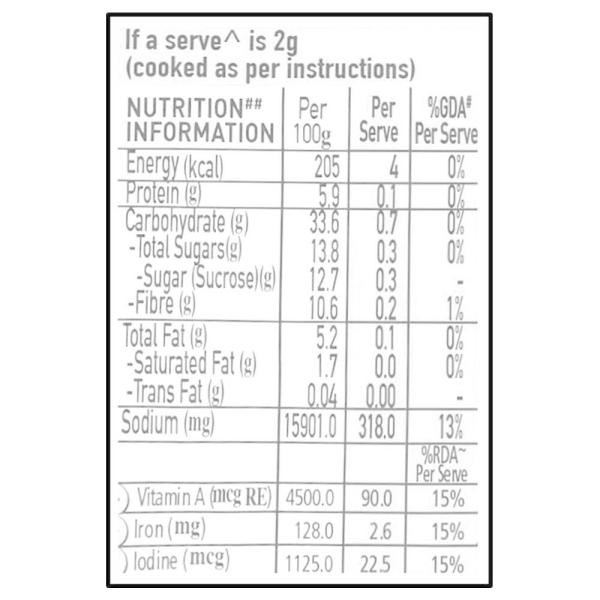 If a serve^ is 2g
(cooked as per instructions)
NUTRITION## INFORMATION Per 100g Per Serve %GDA# Per Serve
Energy (kcal) 205 4 0%
Protein (g) 5.9 0.1 0%
Carbohydrate (g) 33.6 0.7 0%
-Total Sugars(g) 13.8 0.3 0%
-Sugar (Sucrose)(g) 12.7 0.3 -
-Fibre (g) 10.6 0.2 1%
Total Fat (g) 5.2 0.1 0%
-Saturated Fat (g) 1.7 0.0 0%
-Trans Fat (g) 0.04 0.00 -
Sodium (mg) 15901.0 318.0 13%
%RDA~ Per Serve
) Vitamin A (mcg RE) 4500.0 90.0 15%
) Iron (mg) 128.0 2.6 15%
) Iodine (mcg) 1125.0 22.5 15%